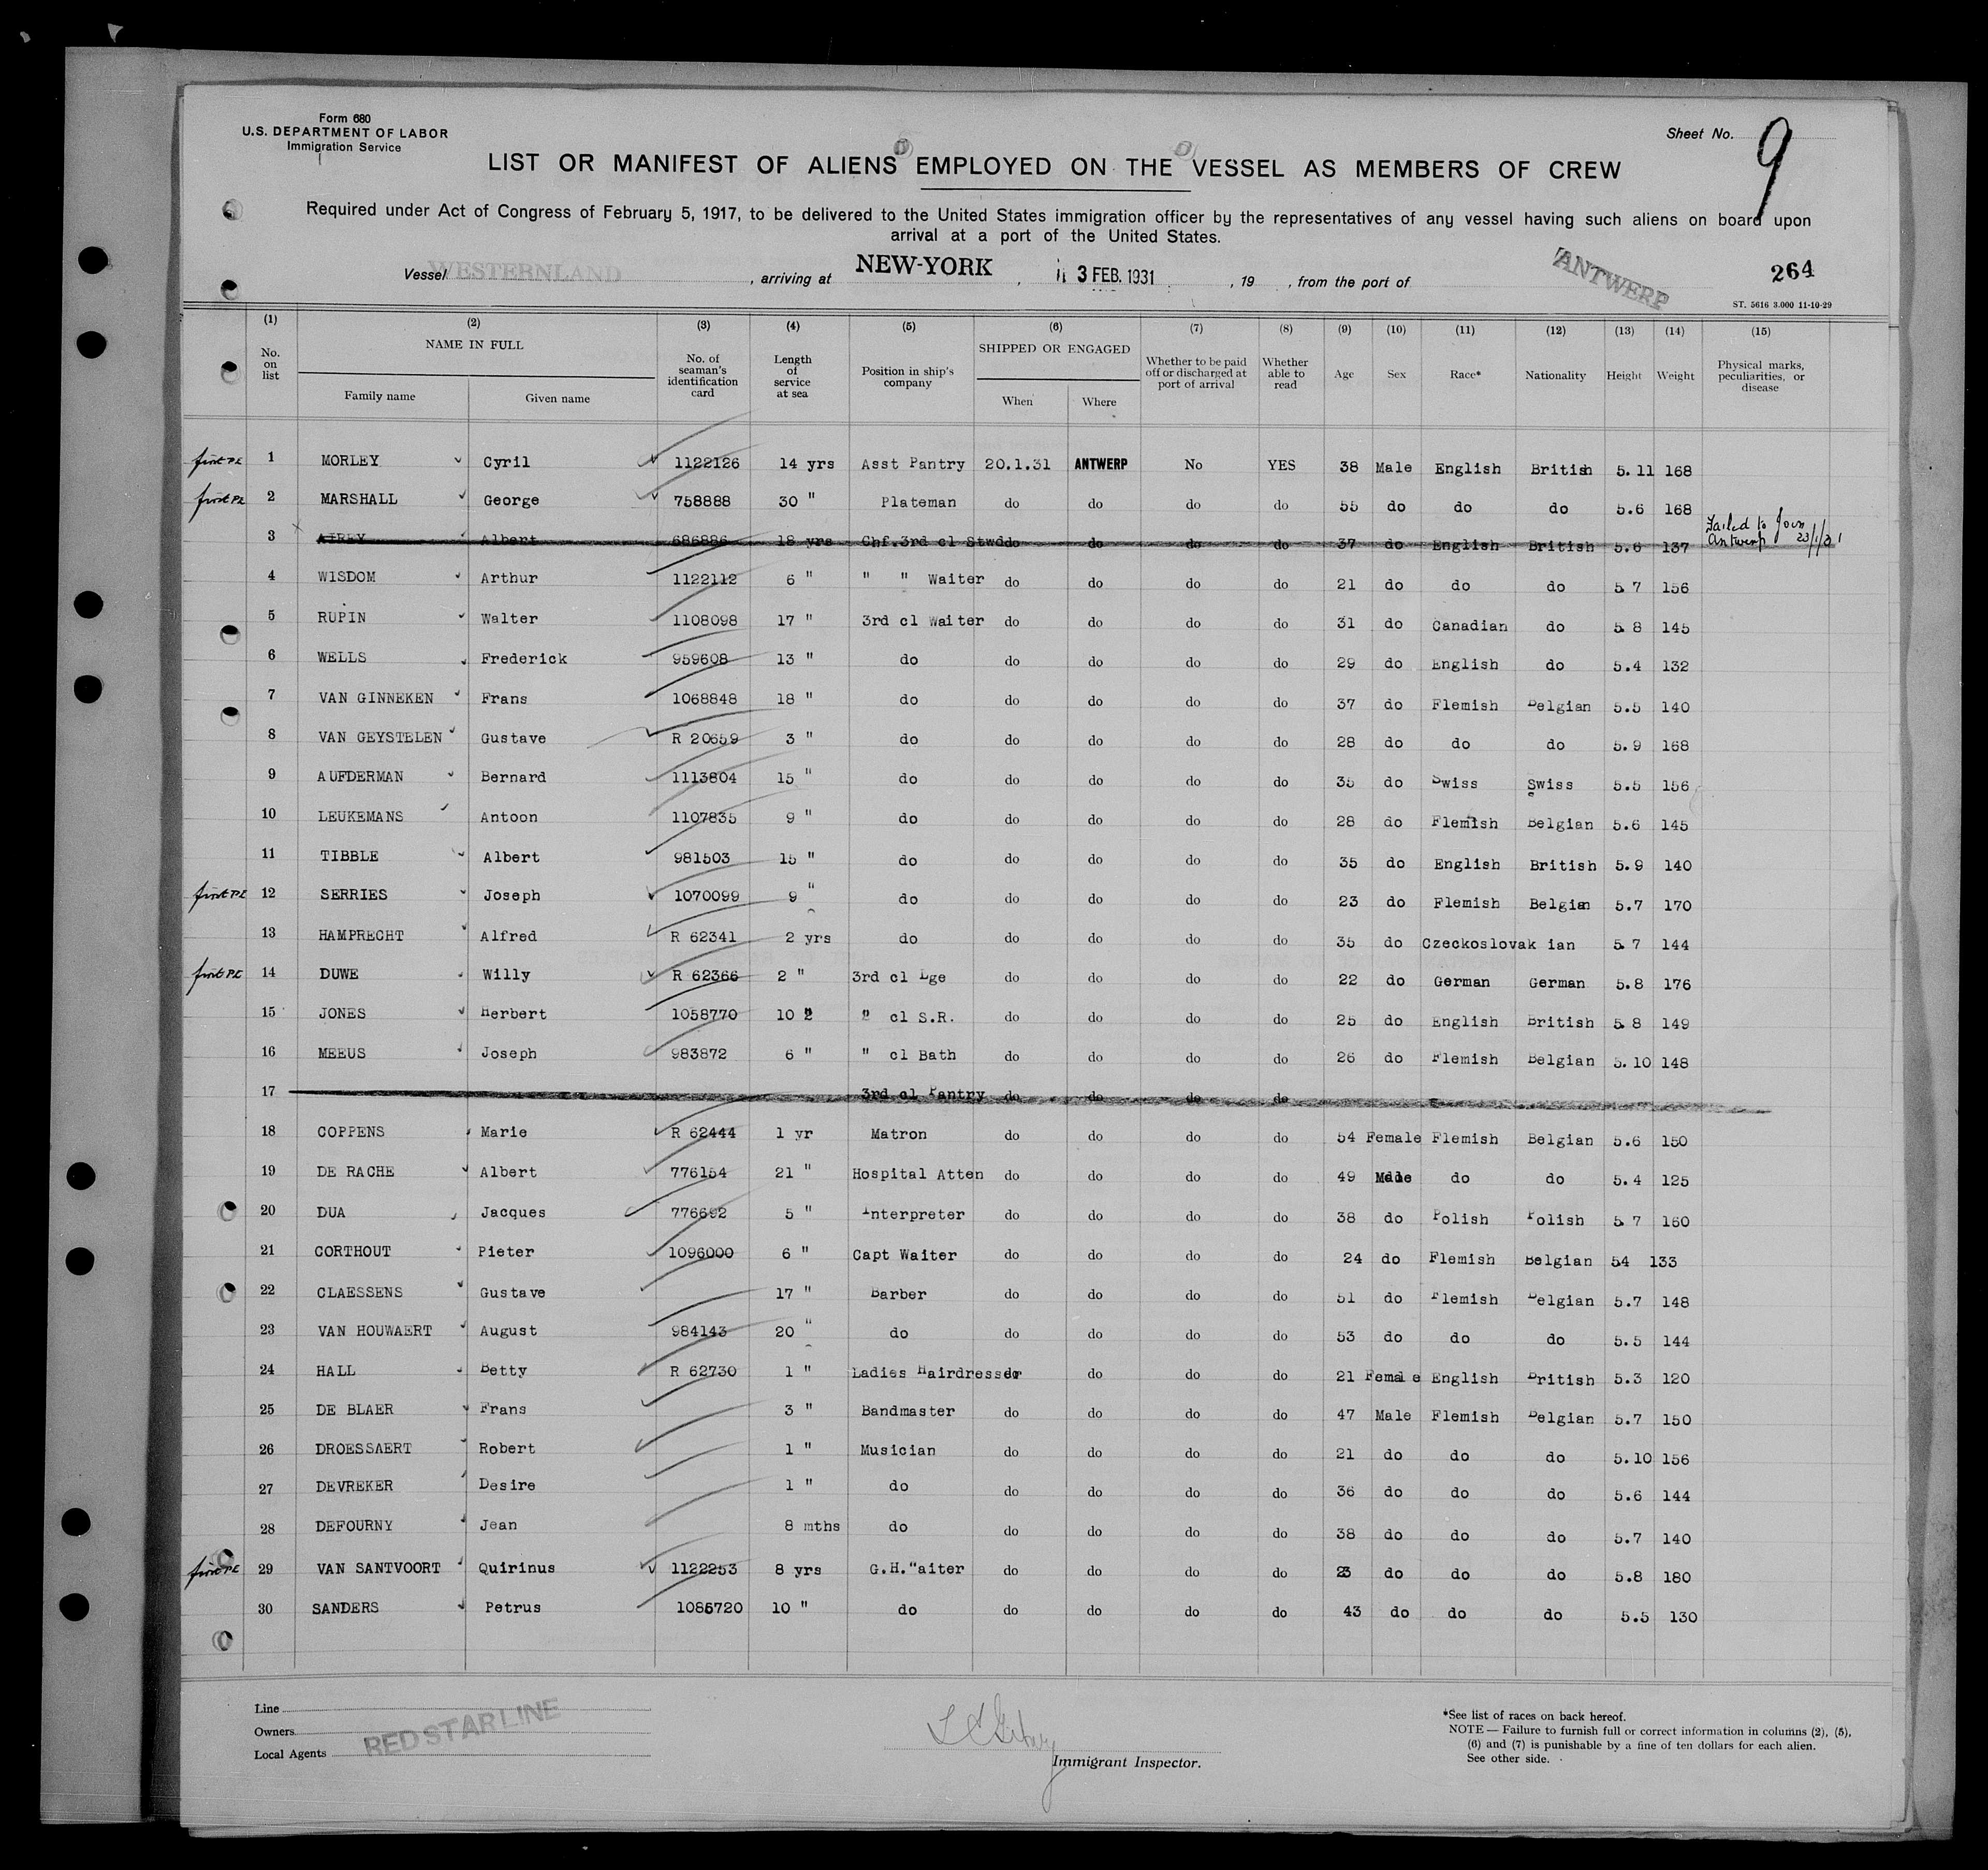 Form 680
U.S. DEPARTMENT OF LABOR
Immigration Service
Sheet No. 9
LIST OR MANIFEST OF ALIENS EMPLOYED ON THE VESSEL AS MEMBERS OF CREW
Required under Act of Congress of February 5, 1917, to be delivered to the United States immigration officer by the representatives of any vessel having such aliens on board upon
arrival at a port of the United States.
Vessel WESTERNLAND, arriving at NEW-YORK, 3 FEB. 1931, 19 , from the port of ANTWERP
264
ST. 5616 3.000 11-10-29
(1) (2) (3) (4) (5) (6) (7) (8) (9) (10) (11) (12) (13) (14) (15)
No. on list NAME IN FULL Family name Given name No. of seaman's identification card Length of service at sea Position in ship's company SHIPPED OR ENGAGED When Where Whether to be paid off or discharged at port of arrival Whether able to read Age Sex Race* Nationality Height Weight Physical marks, peculiarities, or disease
1 MORLEY Cyril 1122126 14 yrs Asst Pantry 20.1.31 ANTWERP No YES 38 Male English British 5.11 168
2 MARSHALL George 758888 30 " Plateman do do do do 55 do do do 5.6 168
3 AIREY Albert 686886 18 yrs Chf.3rd cl Stwd do do do do 37 do English British 5.6 137 Failed to Join Antwerp 23/1/31
4 WISDOM Arthur 1122112 6 " " " Waiter do do do do 21 do do do 5 7 156
5 RUPIN Walter 1108098 17 " 3rd cl Waiter do do do do 31 do Canadian do 5 8 145
6 WELLS Frederick 959608 13 " do do do do do 29 do English do 5.4 132
7 VAN GINNEKEN Frans 1068848 18 " do do do do do 37 do Flemish Belgian 5.5 140
8 VAN GEYSTELEN Gustave R 20659 3 " do do do do do 28 do do do 5.9 168
9 AUFDERMAN Bernard 1113804 15 " do do do do do 35 do Swiss Swiss 5.5 156
10 LEUKEMANS Antoon 1107835 9 " do do do do do 28 do Flemish Belgian 5.6 145
11 TIBBLE Albert 981503 15 " do do do do do 35 do English British 5.9 140
12 SERRIES Joseph 1070099 9 " do do do do do 23 do Flemish Belgian 5.7 170
13 HAMPRECHT Alfred R 62341 2 yrs do do do do do 35 do Czeckoslovak ian 5 7 144
14 DUWE Willy R 62366 2 " 3rd cl Lge do do do do 22 do German German 5.8 176
15 JONES Herbert 1058770 10 " " cl S.R. do do do do 25 do English British 5 8 149
16 MEEUS Joseph 983872 6 " " cl Bath do do do do 26 do Flemish Belgian 5.10 148
17 3rd cl Pantry do do do do
18 COPPENS Marie R 62444 1 yr Matron do do do do 54 Female Flemish Belgian 5.6 150
19 DE RACHE Albert 776154 21 " Hospital Atten do do do do 49 Male do do 5.4 125
20 DUA Jacques 776692 5 " Interpreter do do do do 38 do Polish Polish 5 7 160
21 CORTHOUT Pieter 1096000 6 " Capt Waiter do do do do 24 do Flemish Belgian 54 133
22 CLAESSENS Gustave 17 " Barber do do do do 51 do Flemish Belgian 5.7 148
23 VAN HOUWAERT August 984143 20 " do do do do do 53 do do do 5.5 144
24 HALL Betty R 62730 1 " Ladies Hairdresser do do do do 21 Female English British 5.3 120
25 DE BLAER Frans 3 " Bandmaster do do do do 47 Male Flemish Belgian 5.7 150
26 DROESSAERT Robert 1 " Musician do do do do 21 do do do 5.10 156
27 DEVREKER Desire 1 " do do do do do 36 do do do 5.6 144
28 DEFOURNY Jean 8 mths do do do do do 38 do do do 5.7 140
29 VAN SANTVOORT Quirinus 1122253 8 yrs G.H.Waiter do do do do 23 do do do 5.8 180
30 SANDERS Petrus 1085720 10 " do do do do do 43 do do do 5.5 130
Line
Owners
Local Agents
RED STAR LINE
Immigrant Inspector.
*See list of races on back hereof.
NOTE — Failure to furnish full or correct information in columns (2), (5),
(6) and (7) is punishable by a fine of ten dollars for each alien.
See other side.